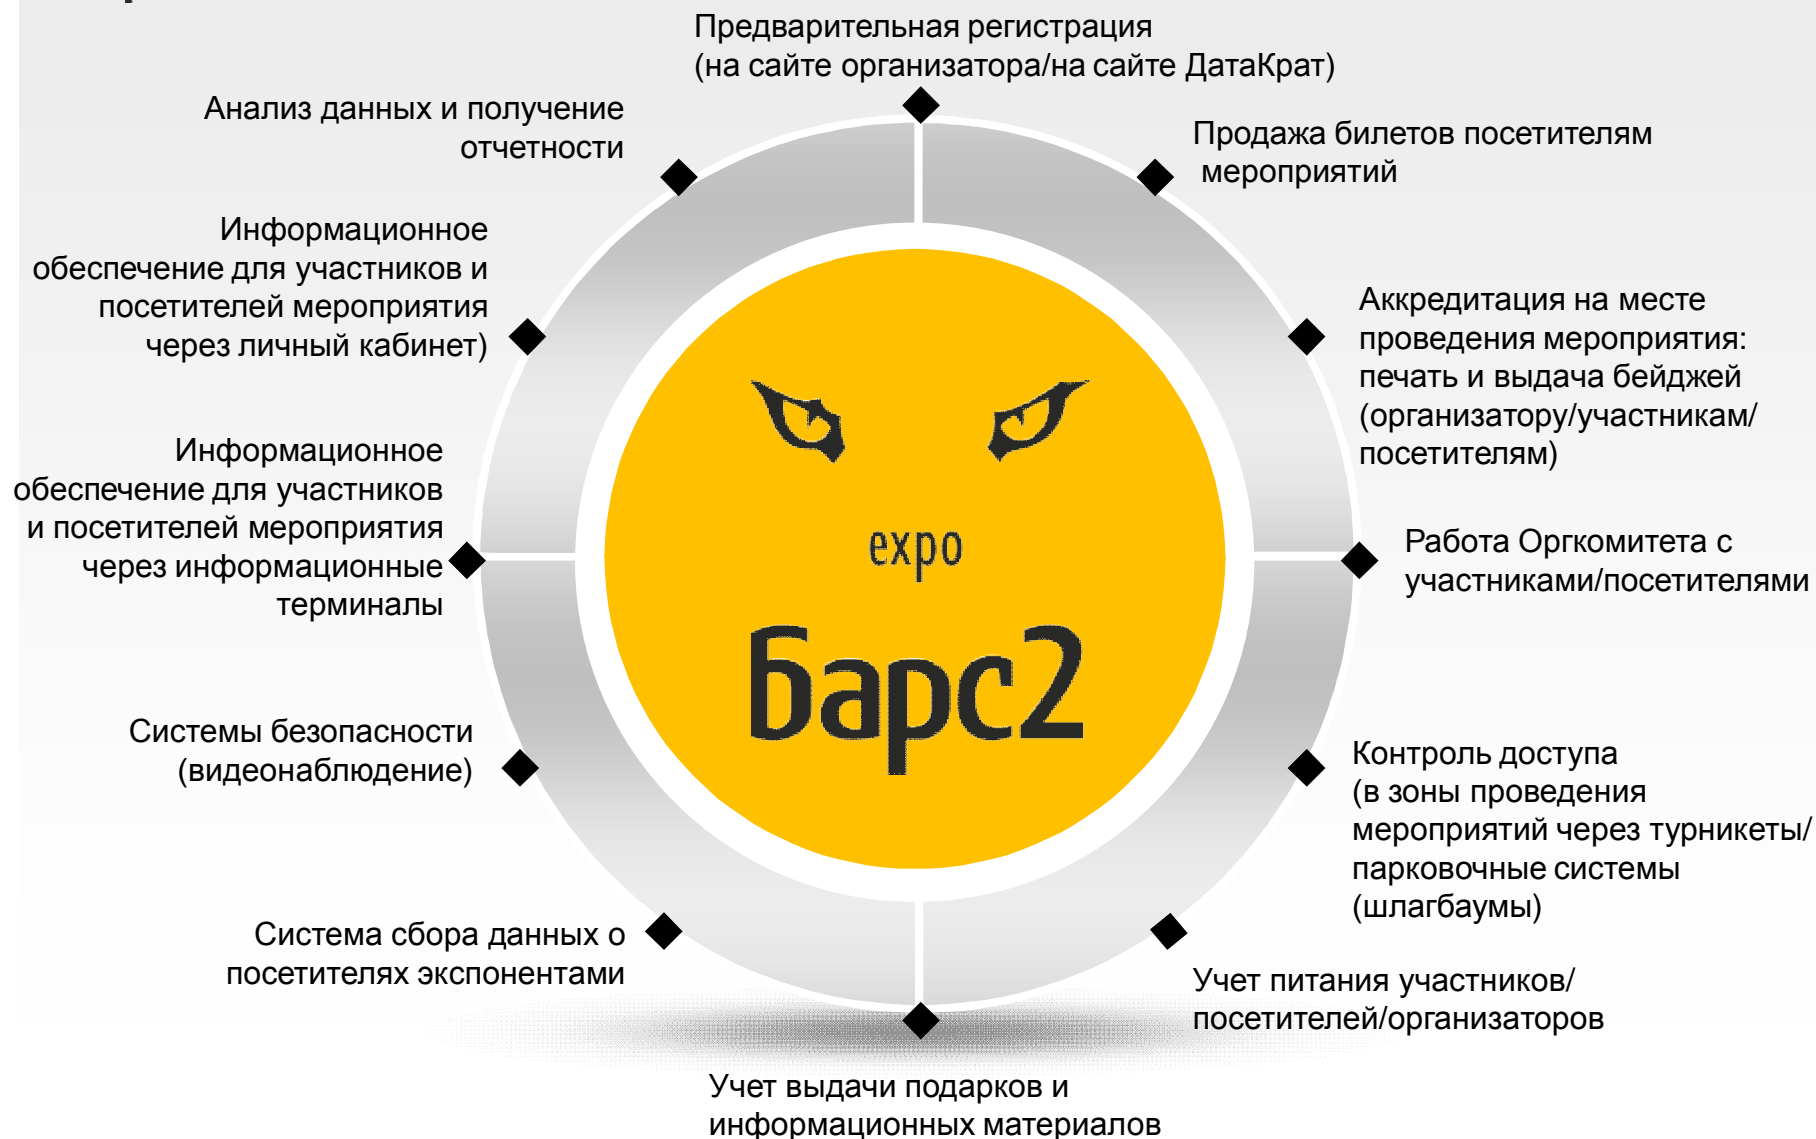 Предварительная регистрация
(на сайте организатора/на сайте ДатаКрат)
Продажа билетов посетителям
мероприятий
Аккредитация на месте
проведения мероприятия:
печать и выдача бейджей
(организатору/участникам/
посетителям)
Работа Оргкомитета с
участниками/посетителями
Контроль доступа
(в зоны проведения
мероприятий через турникеты/
парковочные системы
(шлагбаумы)
Учет питания участников/
посетителей/организаторов
Учет выдачи подарков и
информационных материалов
Система сбора данных о
посетителях экспонентами
Системы безопасности
(видеонаблюдение)
Информационное
обеспечение для участников
и посетителей мероприятия
через информационные
терминалы
Информационное
обеспечение для участников и
посетителей мероприятия
через личный кабинет)
Анализ данных и получение
отчетности
expo
барс2